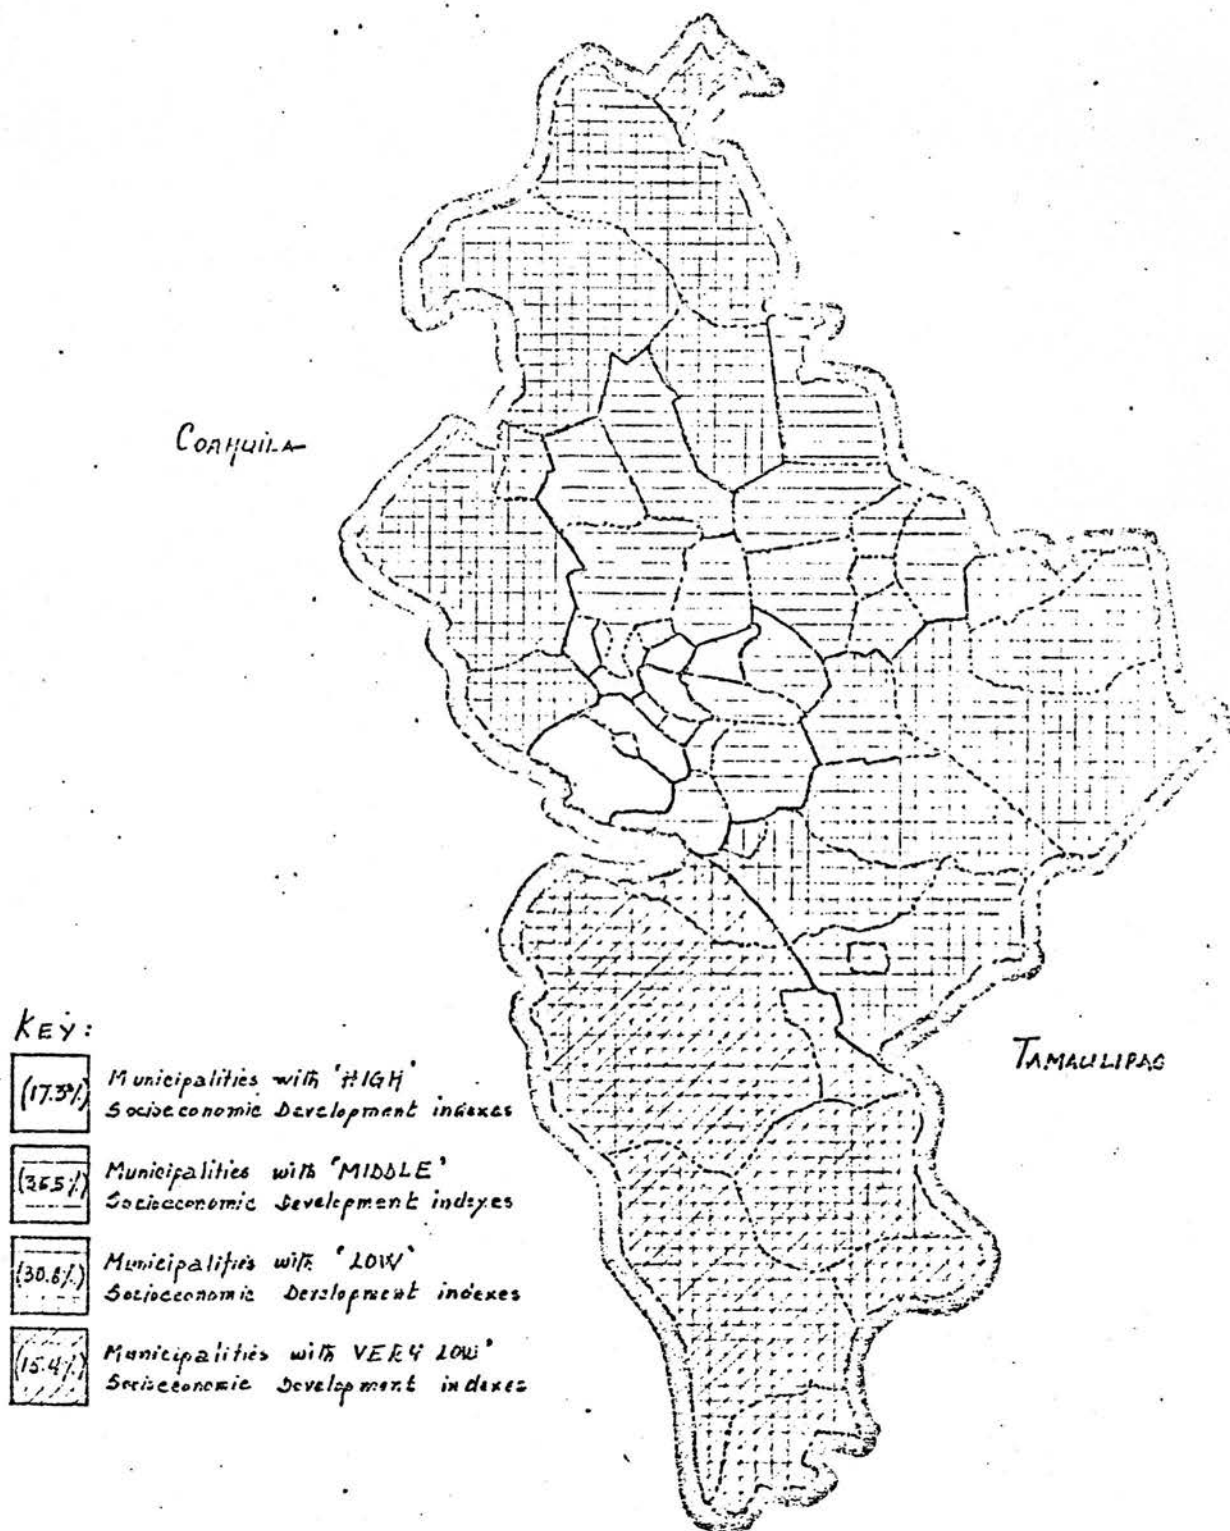 COAHUILA
KEY:
(17.3%) Municipalities with 'HIGH'
Socioeconomic Development indexes
(36.5%) Municipalities with 'MIDDLE'
Socioeconomic Development indexes
(30.8%) Municipalities with 'LOW'
Socioeconomic Development indexes
(15.4%) Municipalities with VERY LOW'
Socioeconomic Development indexes
TAMAULIPAS